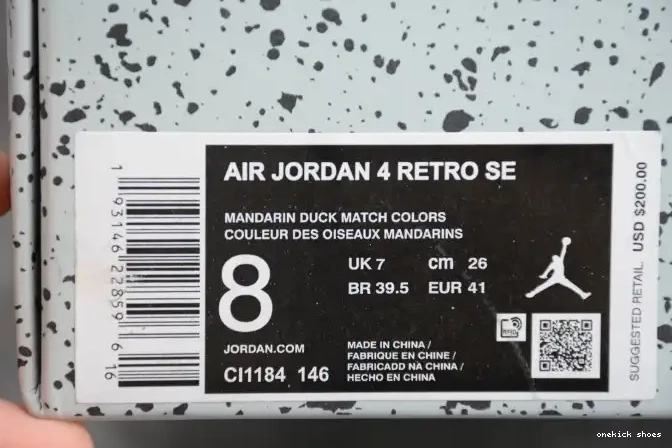 AIR JORDAN 4 RETRO SE
MANDARIN DUCK MATCH COLORS
COULEUR DES OISEAUX MANDARINS
8
UK 7 cm 26
BR 39.5 EUR 41
JORDAN.COM
CI1184 146
MADE IN CHINA /
FABRIQUE EN CHINE /
FABRICADO NA CHINA /
HECHO EN CHINA
1 93146 22859 6 16
SUGGESTED RETAIL USD $200.00
onekick shoes